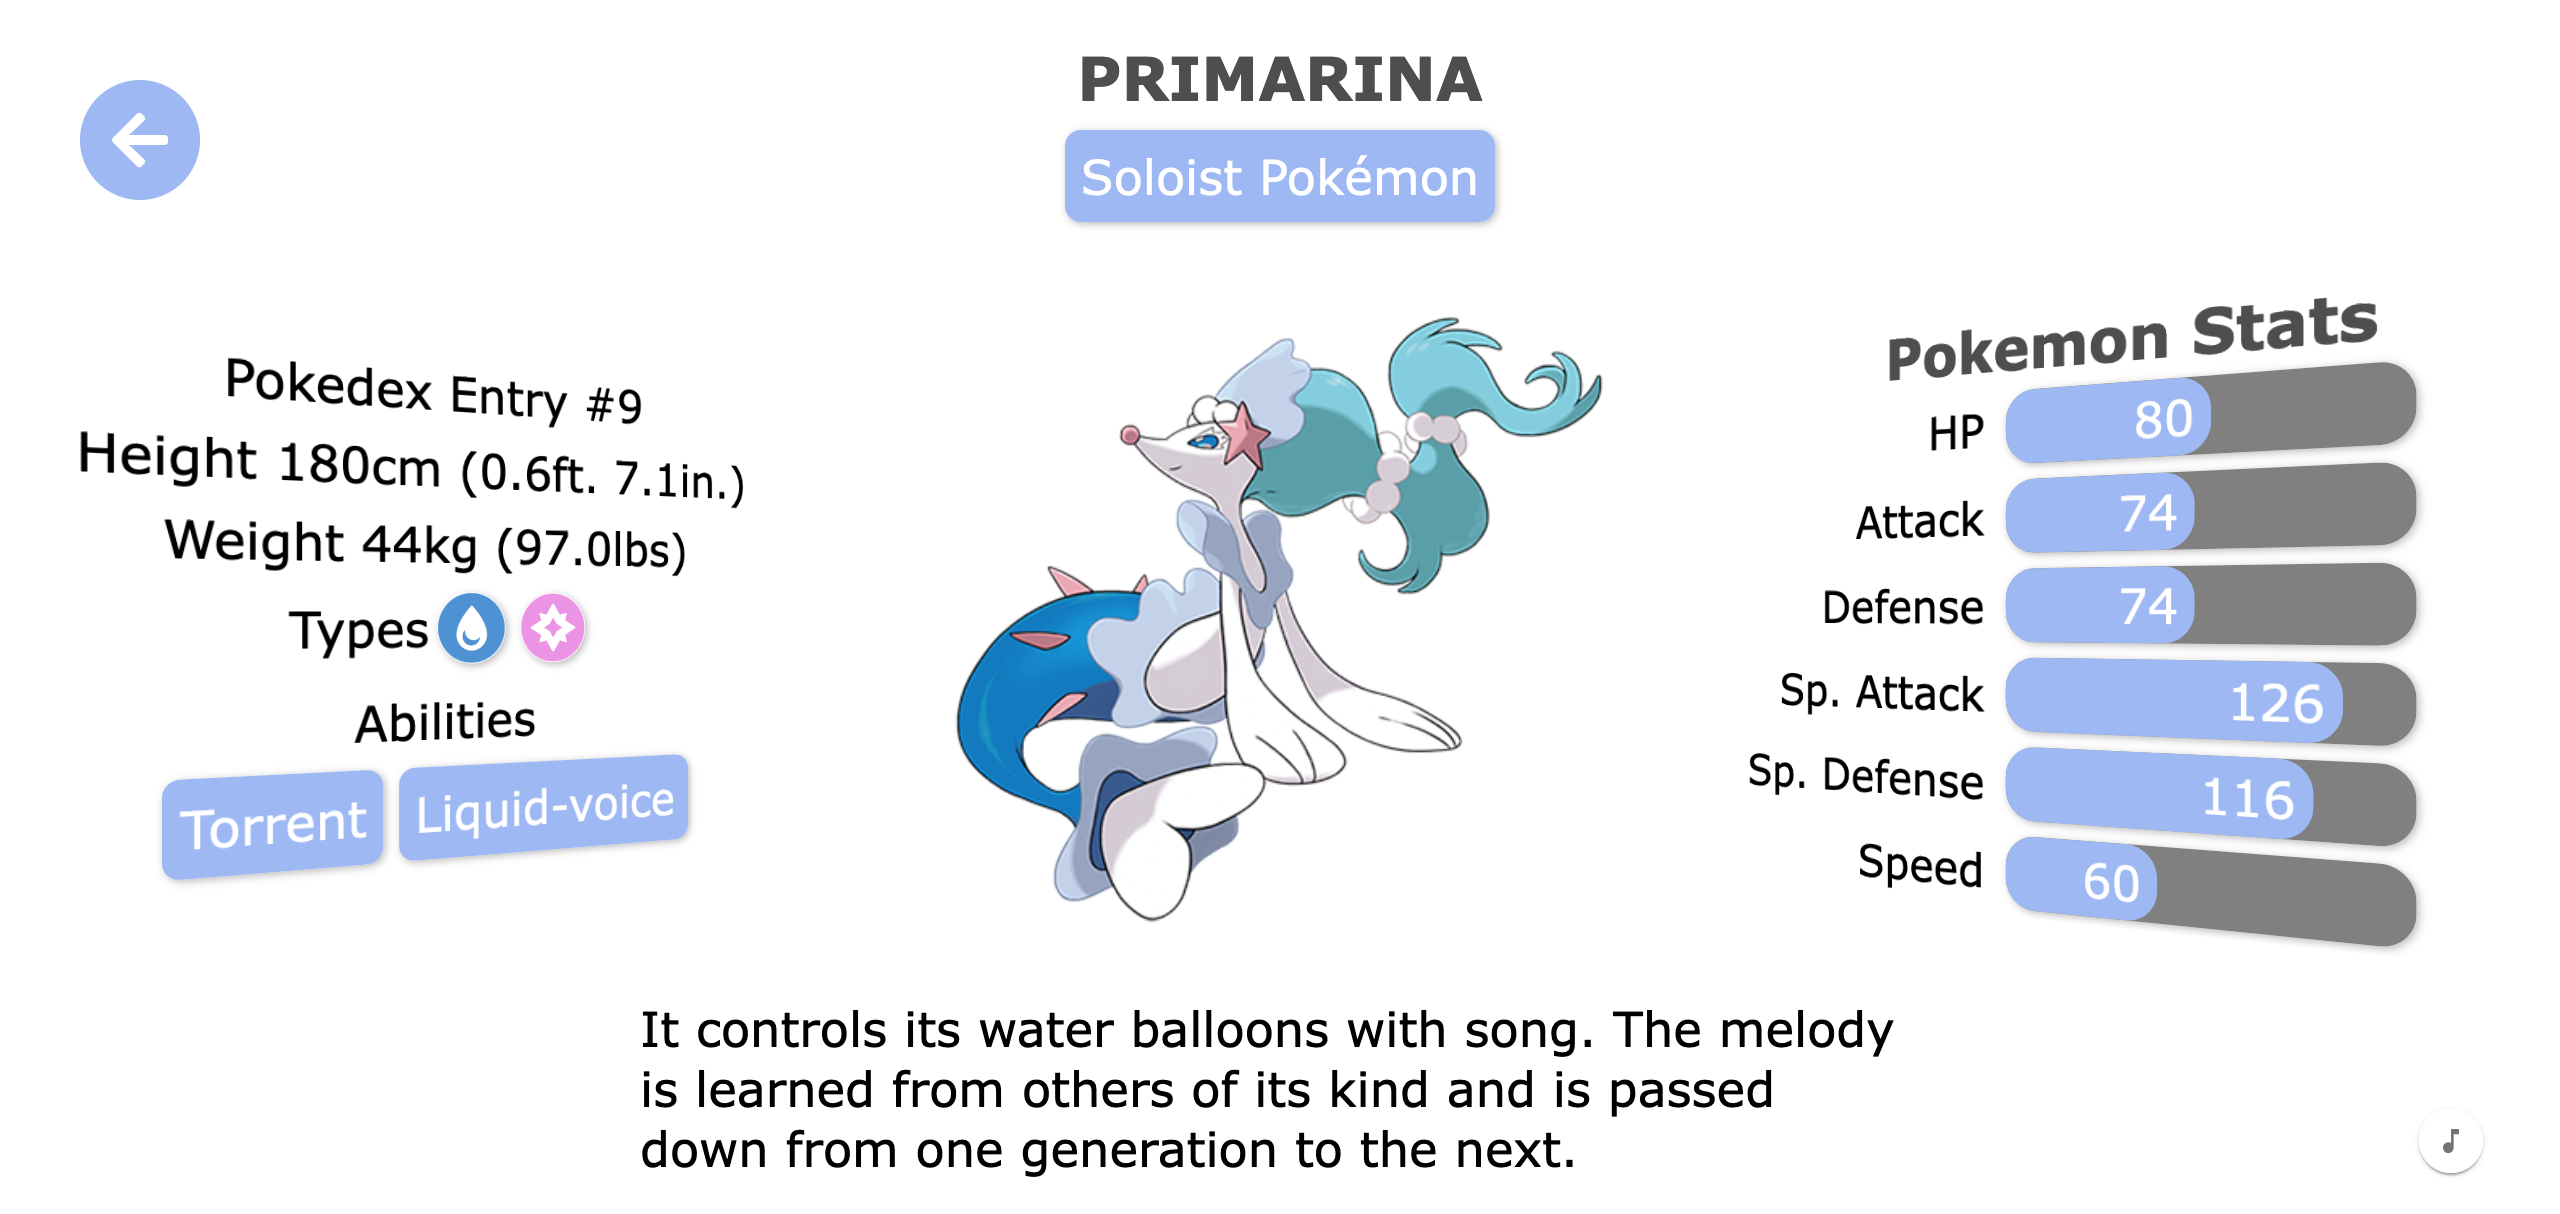 PRIMARINA
Soloist Pokémon
Pokedex Entry #9
Height 180cm (0.6ft. 7.1in.)
Weight 44kg (97.0lbs)
Types
Abilities
Torrent
Liquid-voice
Pokemon Stats
HP 80
Attack 74
Defense 74
Sp. Attack 126
Sp. Defense 116
Speed 60
It controls its water balloons with song. The melody
is learned from others of its kind and is passed
down from one generation to the next.